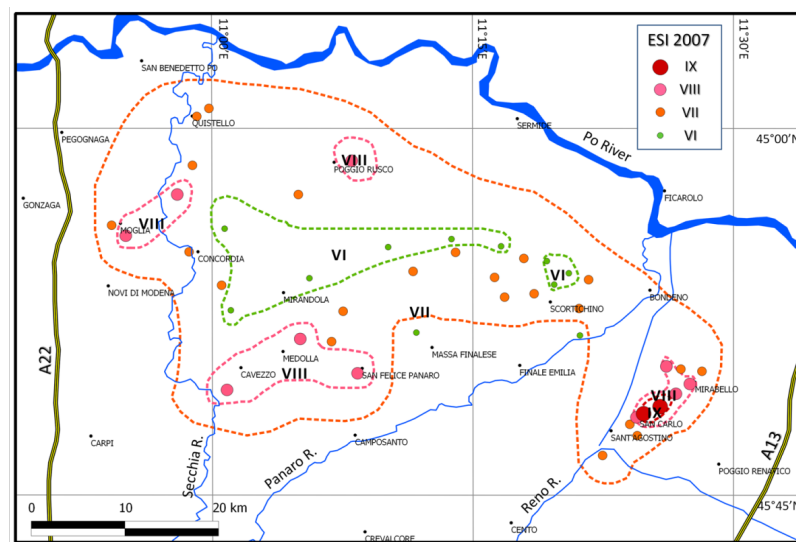 11°00'E
11°15'E
11°30'E
ESI 2007
IX
VIII
VII
VI
SAN BENEDETTO PO
QUISTELLO
PEGOGNAGA
SERMIDE
Po River
45°00'N
VIII
POGGIO RUSCO
GONZAGA
FICAROLO
VIII
MOGLIA
CONCORDIA
VI
VI
NOVI DI MODENA
MIRANDOLA
SCORTICHINO
BONDENO
VII
MASSA FINALESE
A22
MEDOLLA
CAVEZZO
VIII
SAN FELICE PANARO
FINALE EMILIA
MIRABELLO
VIII
IX
SAN CARLO
SANT'AGOSTINO
CARPI
CAMPOSANTO
A13
Secchia R.
Panaro R.
Reno R.
POGGIO RENATICO
0
10
20 km
45°45'N
CENTO
CREVALCORE